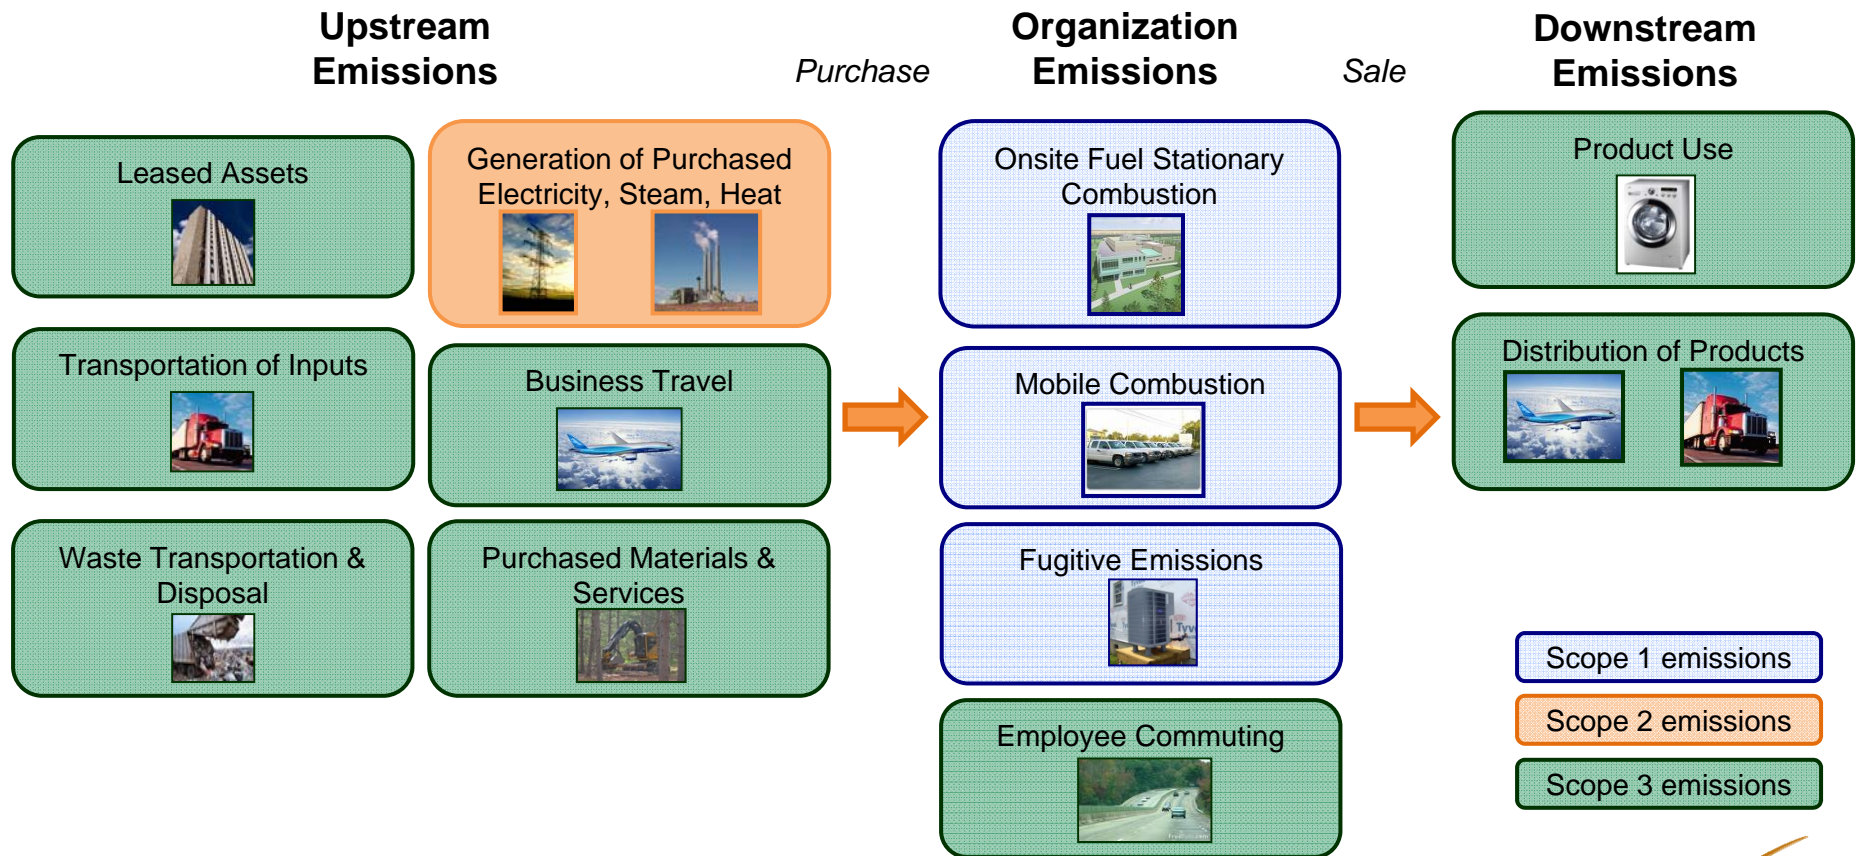 Upstream
Emissions
Purchase
Organization
Emissions
Sale
Downstream
Emissions
Leased Assets
Generation of Purchased
Electricity, Steam, Heat
Onsite Fuel Stationary
Combustion
Product Use
Transportation of Inputs
Business Travel
Mobile Combustion
Distribution of Products
Waste Transportation &
Disposal
Purchased Materials &
Services
Fugitive Emissions
Employee Commuting
Scope 1 emissions
Scope 2 emissions
Scope 3 emissions